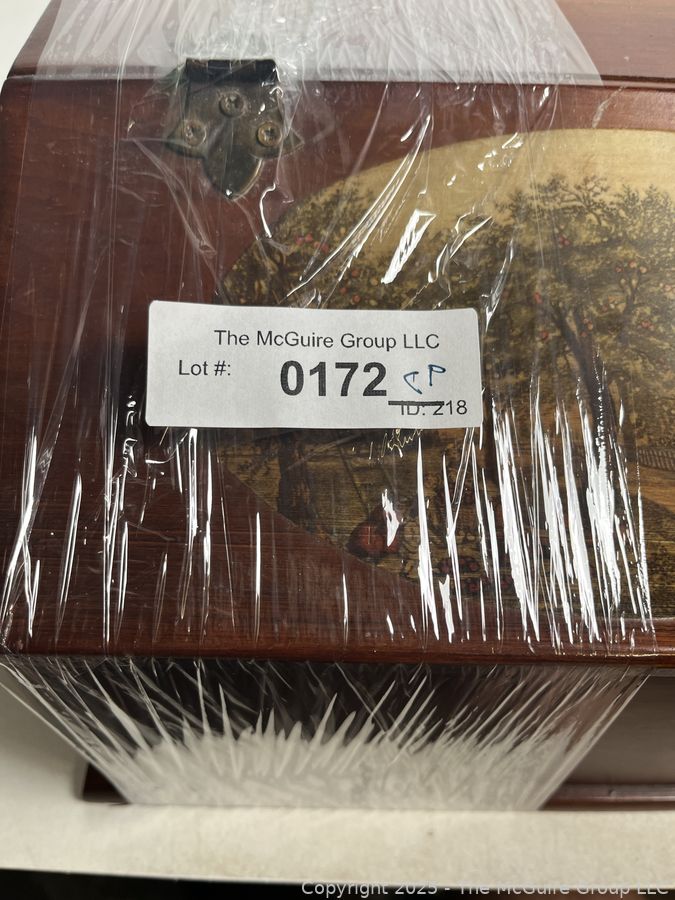 The McGuire Group LLC
Lot #: 0172 CP
ID: 218
Copyright 2025 - The McGuire Group LLC